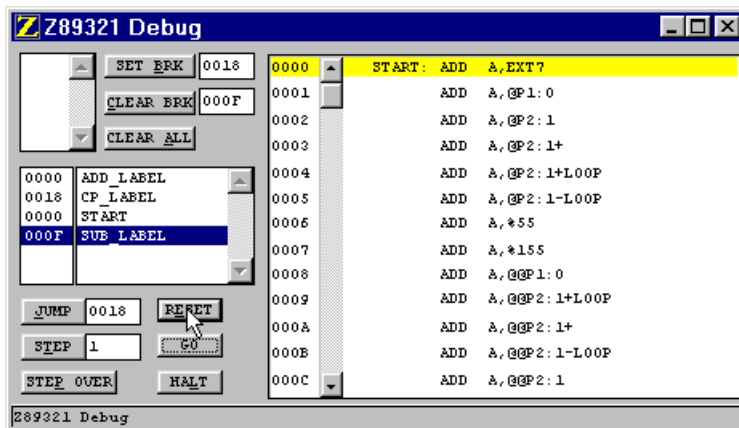 Z89321 Debug
SET BRK 0018
CLEAR BRK 000F
CLEAR ALL
0000 ADD_LABEL
0018 CP_LABEL
0000 START
000F SUB_LABEL
JUMP 0018 RESET
STEP 1 GO
STEP OVER HALT
0000 START: ADD A,EXT7
0001 ADD A,@P1:0
0002 ADD A,@P2:1
0003 ADD A,@P2:1+
0004 ADD A,@P2:1+LOOP
0005 ADD A,@P2:1-LOOP
0006 ADD A,%55
0007 ADD A,%155
0008 ADD A,@@P1:0
0009 ADD A,@@P2:1+LOOP
000A ADD A,@@P2:1+
000B ADD A,@@P2:1-LOOP
000C ADD A,@@P2:1
Z89321 Debug